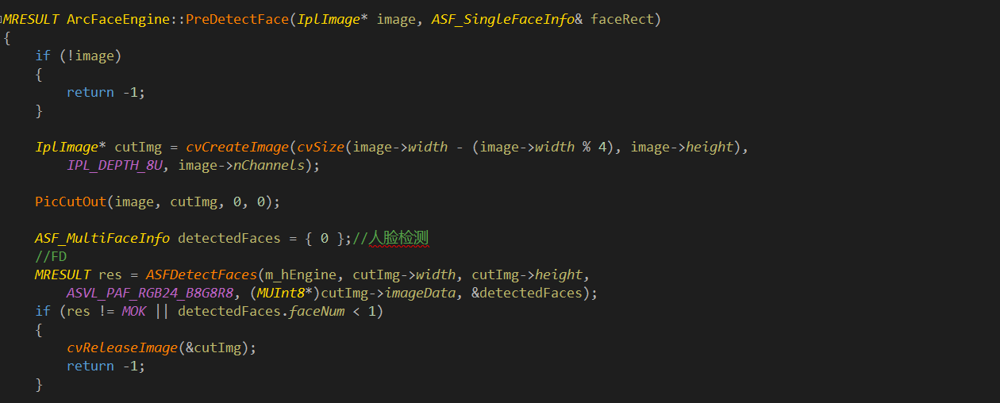 MRESULT ArcFaceEngine::PreDetectFace(IplImage* image, ASF_SingleFaceInfo& faceRect)
{
    if (!image)
    {
        return -1;
    }
    IplImage* cutImg = cvCreateImage(cvSize(image->width - (image->width % 4), image->height),
        IPL_DEPTH_8U, image->nChannels);
    PicCutOut(image, cutImg, 0, 0);
    ASF_MultiFaceInfo detectedFaces = { 0 };//人脸检测
    //FD
    MRESULT res = ASFDetectFaces(m_hEngine, cutImg->width, cutImg->height,
        ASVL_PAF_RGB24_B8G8R8, (MUInt8*)cutImg->imageData, &detectedFaces);
    if (res != MOK || detectedFaces.faceNum < 1)
    {
        cvReleaseImage(&cutImg);
        return -1;
    }